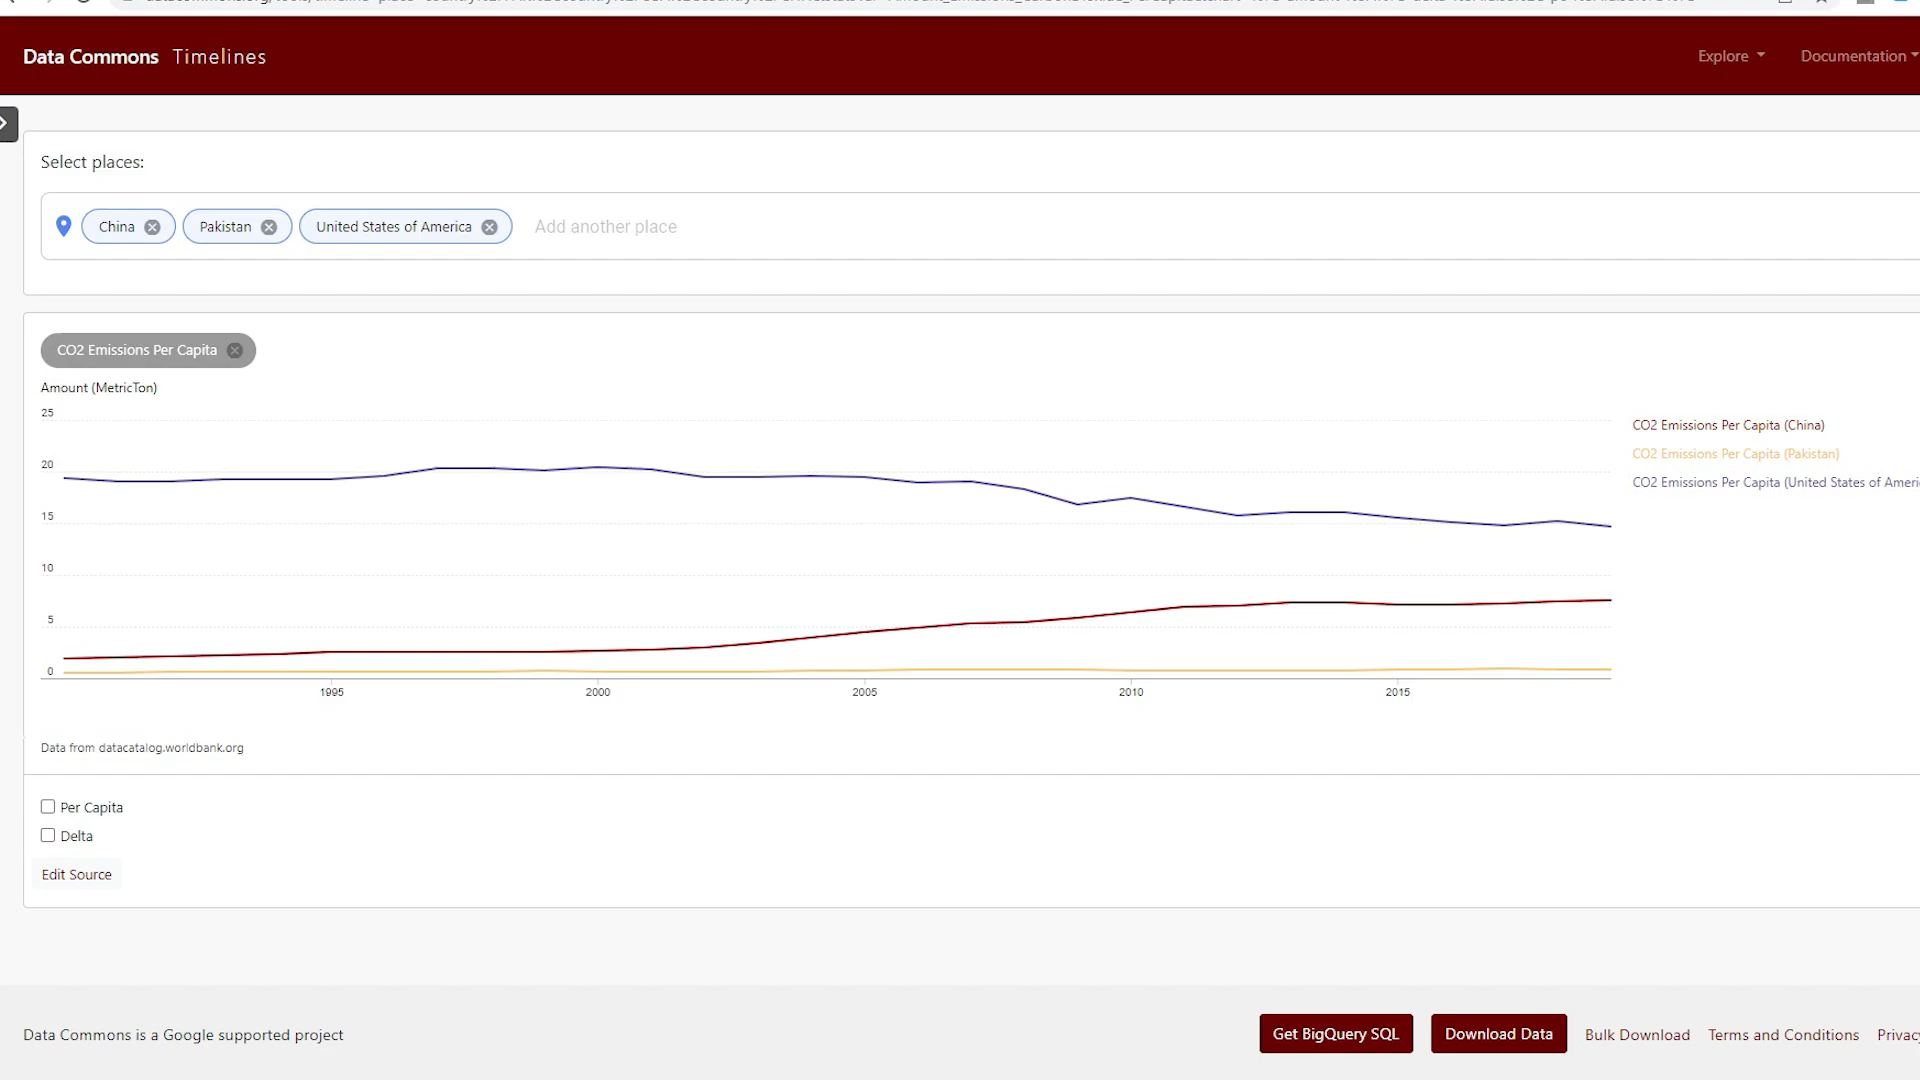 Data Commons Timelines
Explore
Documentation
Select places:
China
Pakistan
United States of America
Add another place
CO2 Emissions Per Capita
Amount (MetricTon)
25
20
15
10
5
0
1995 2000 2005 2010 2015
CO2 Emissions Per Capita (China)
CO2 Emissions Per Capita (Pakistan)
CO2 Emissions Per Capita (United States of Ameri
Data from datacatalog.worldbank.org
Per Capita
Delta
Edit Source
Data Commons is a Google supported project
Get BigQuery SQL
Download Data
Bulk Download
Terms and Conditions
Privacy